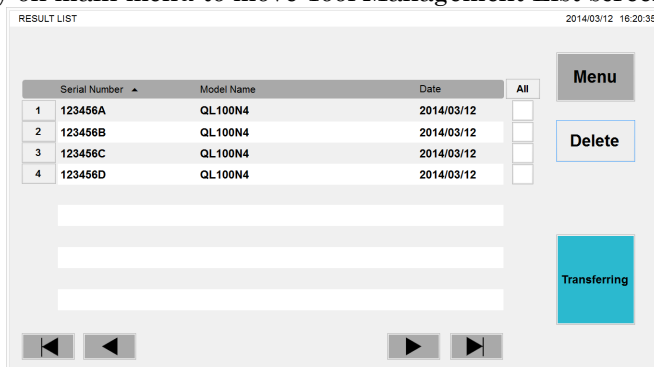 on main menu to move Tool Management List screen
RESULT LIST 2014/03/12 16:20:35
Menu
Serial Number ▲ Model Name Date All
1 123456A QL100N4 2014/03/12
2 123456B QL100N4 2014/03/12
Delete
3 123456C QL100N4 2014/03/12
4 123456D QL100N4 2014/03/12
Transferring